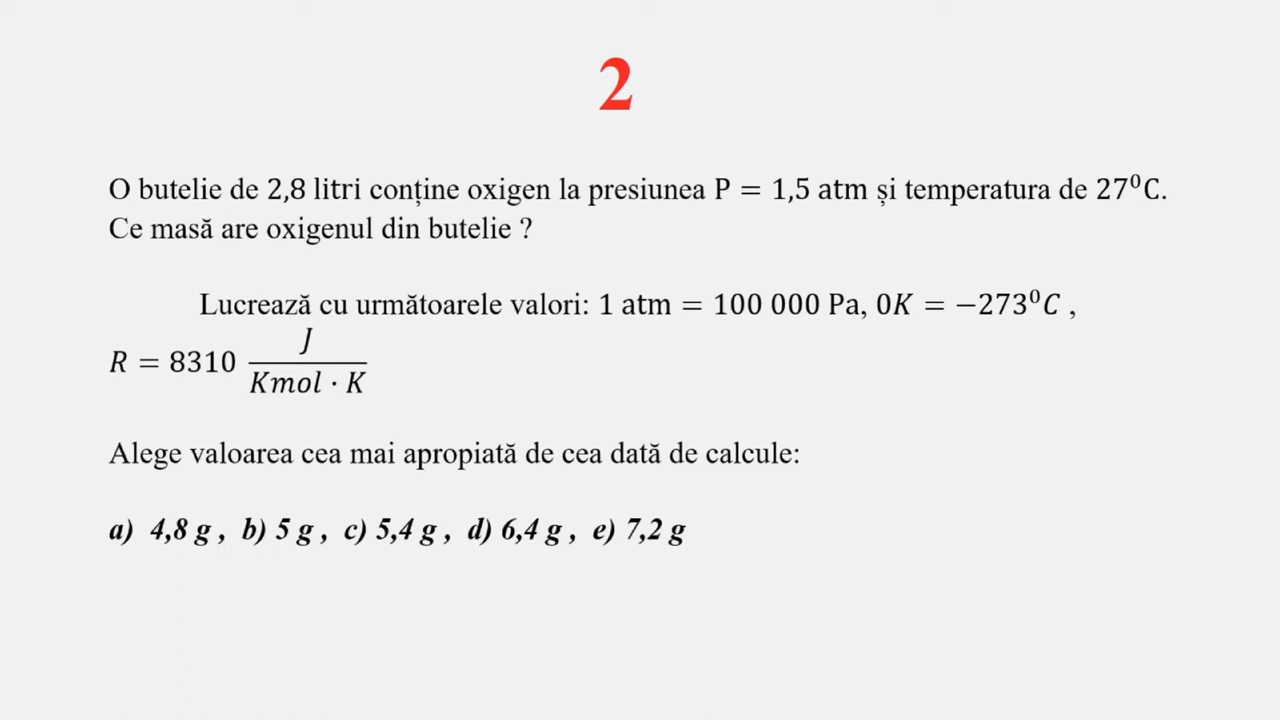 2
O butelie de 2,8 litri conține oxigen la presiunea P = 1,5 atm și temperatura de 27⁰C.
Ce masă are oxigenul din butelie ?
Lucrează cu următoarele valori: 1 atm = 100 000 Pa, 0K = −273⁰C ,
R = 8310 J / Kmol · K
Alege valoarea cea mai apropiată de cea dată de calcule:
a) 4,8 g , b) 5 g , c) 5,4 g , d) 6,4 g , e) 7,2 g